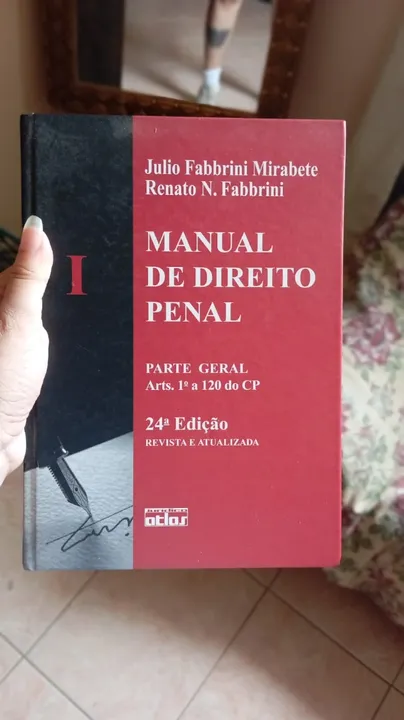 Julio Fabbrini Mirabete
Renato N. Fabbrini
I
MANUAL
DE DIREITO
PENAL
PARTE GERAL
Arts. 1º a 120 do CP
24ª Edição
REVISTA E ATUALIZADA
atlas